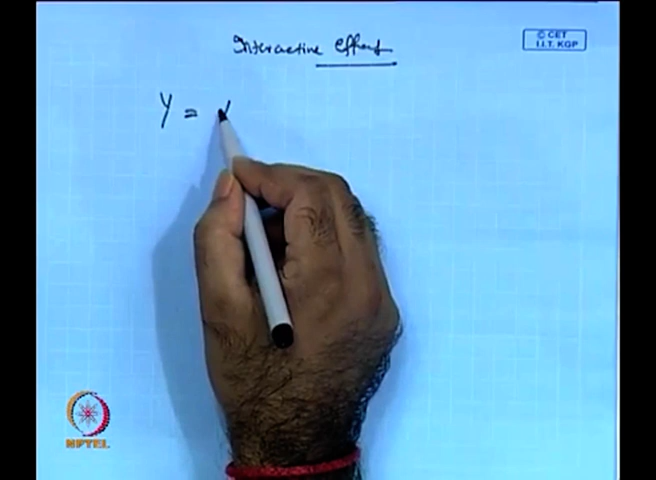 Interactive effect
© CET
I.I.T. KGP
Y =
NPTEL